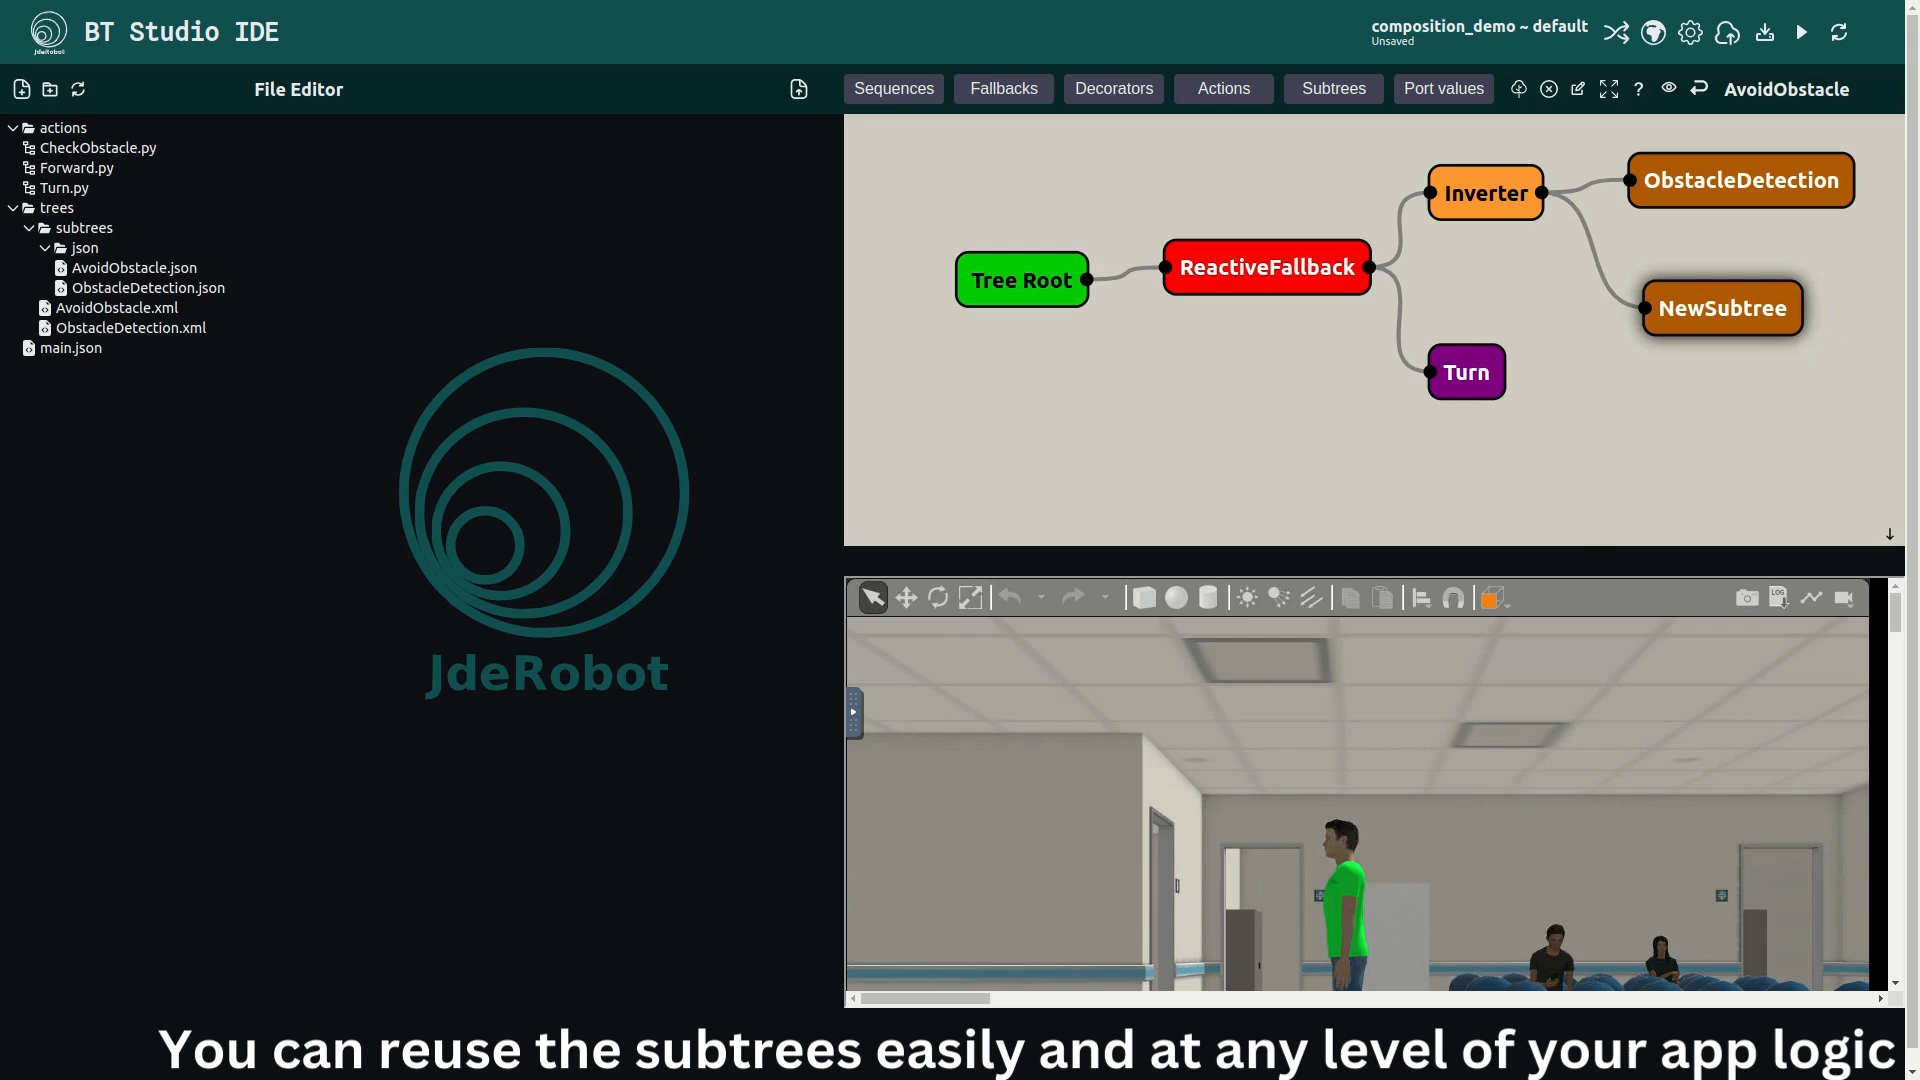 JdeRobot
BT Studio IDE
composition_demo ~ default
Unsaved
File Editor
Sequences
Fallbacks
Decorators
Actions
Subtrees
Port values
?
AvoidObstacle
actions
CheckObstacle.py
Forward.py
Turn.py
trees
subtrees
json
AvoidObstacle.json
ObstacleDetection.json
AvoidObstacle.xml
ObstacleDetection.xml
main.json
JdeRobot
ObstacleDetection
Inverter
ReactiveFallback
Tree Root
NewSubtree
Turn
LOG
You can reuse the subtrees easily and at any level of your app logic